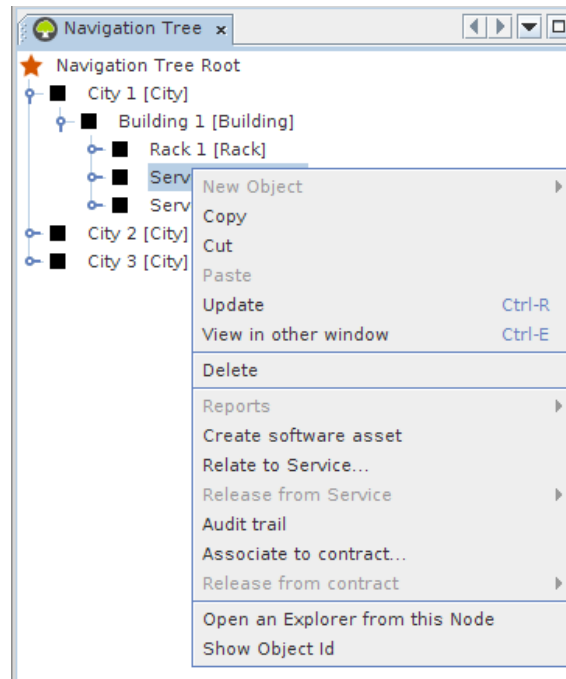 Navigation Tree x
Navigation Tree Root
City 1 [City]
Building 1 [Building]
Rack 1 [Rack]
Serv
Serv
City 2 [City]
City 3 [City]
New Object
Copy
Cut
Paste
Update Ctrl-R
View in other window Ctrl-E
Delete
Reports
Create software asset
Relate to Service...
Release from Service
Audit trail
Associate to contract...
Release from contract
Open an Explorer from this Node
Show Object Id